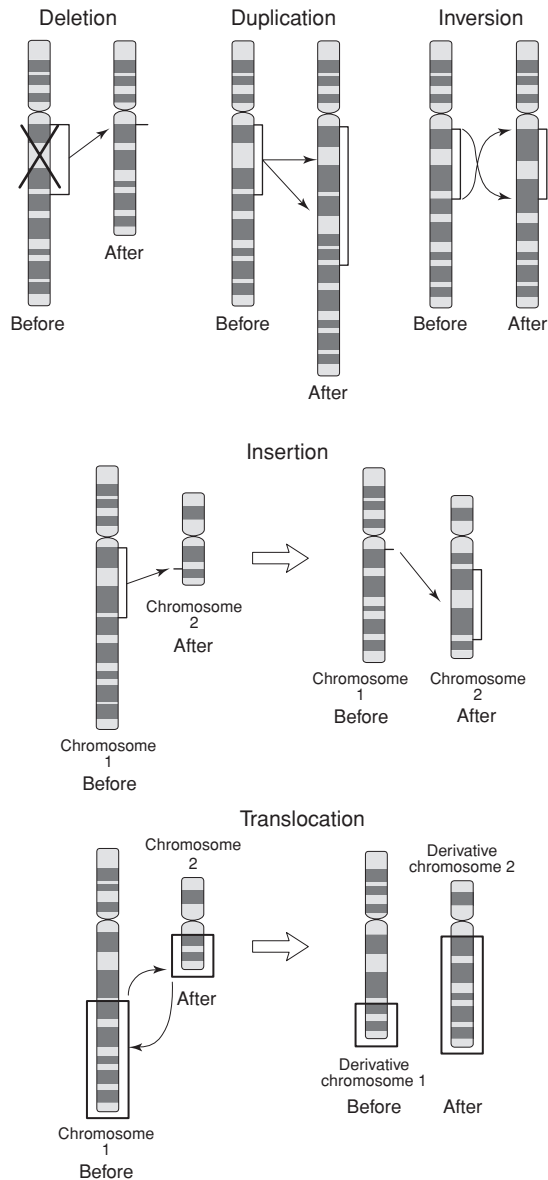 Deletion
Duplication
Inversion
After
Before
Before
After
Before
After
Insertion
Chromosome
2
After
Chromosome
1
Before
Chromosome
1
Before
Chromosome
2
After
Translocation
Chromosome
2
After
Chromosome
1
Before
Derivative
chromosome 2
Derivative
chromosome 1
Before
After